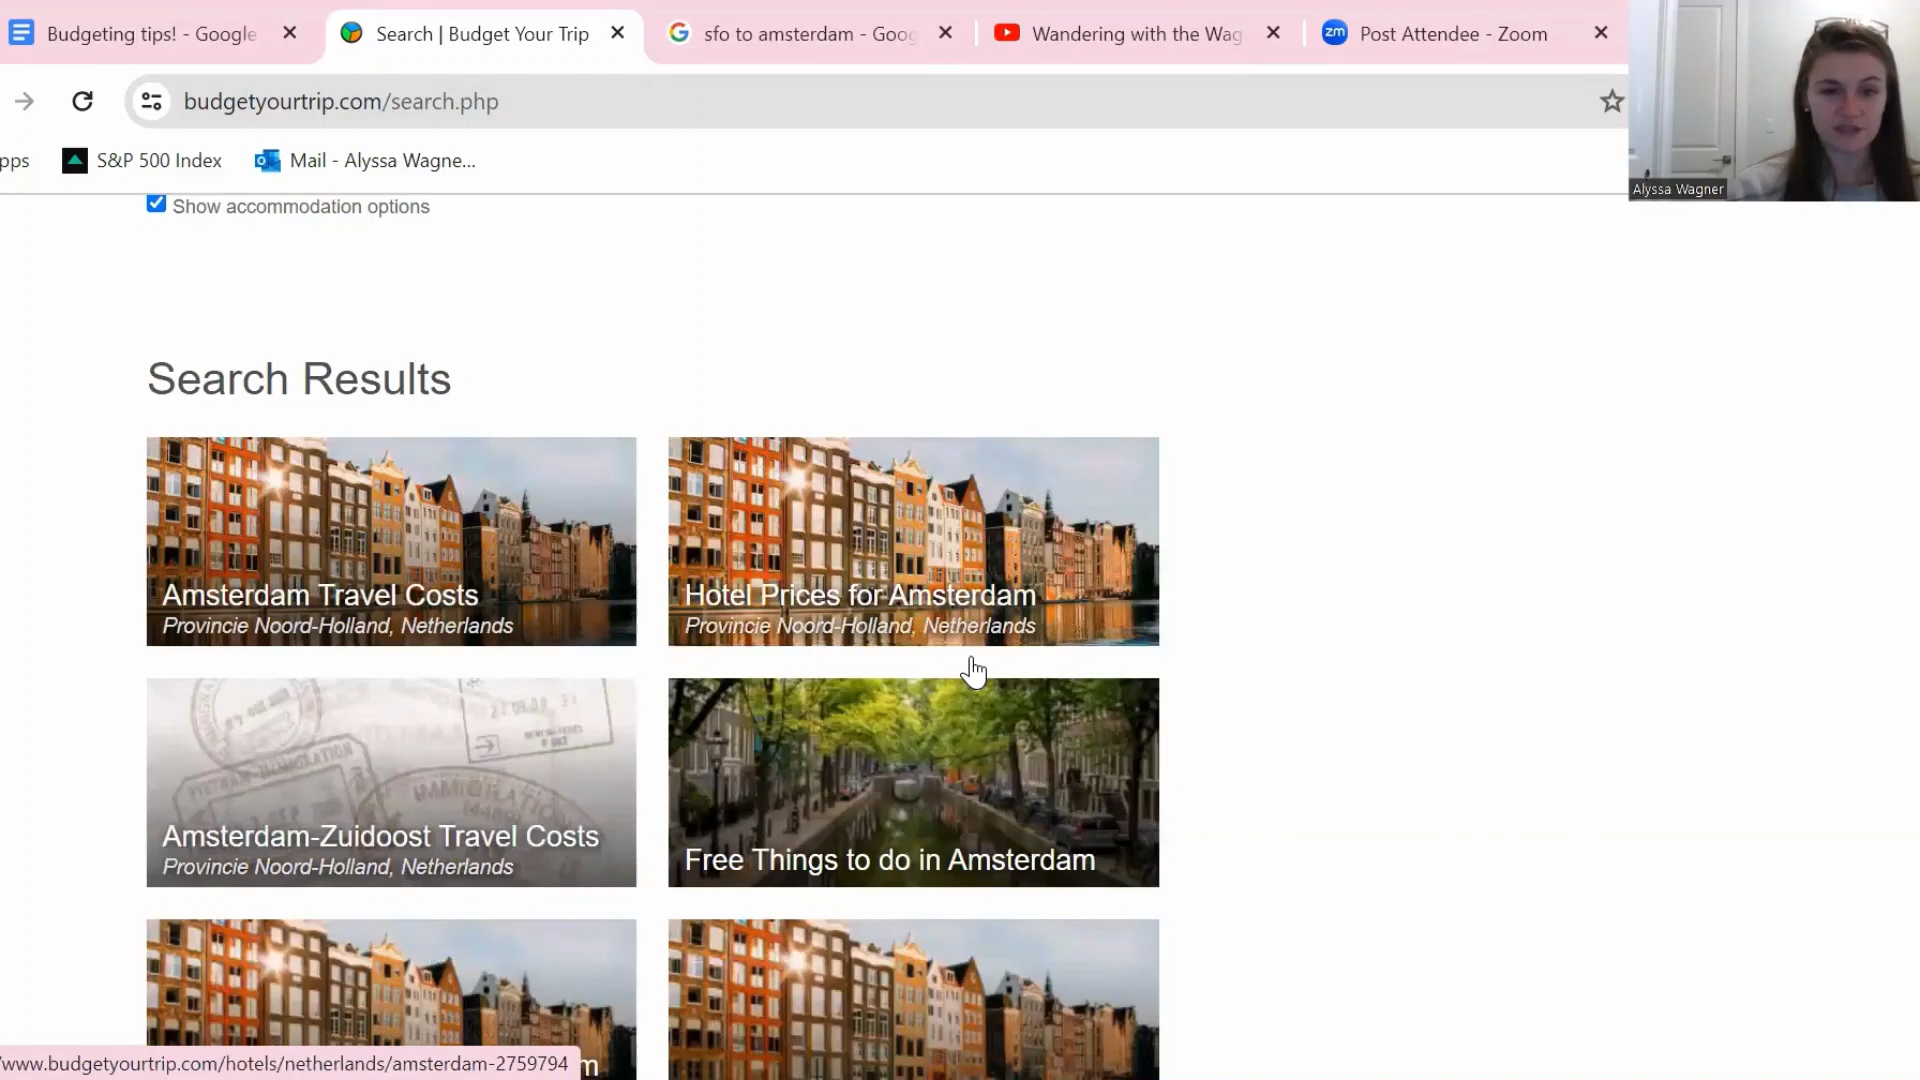 Budgeting tips! - Google
Search | Budget Your Trip
sfo to amsterdam - Goog
Wandering with the Wag
zm
Post Attendee - Zoom
budgetyourtrip.com/search.php
pps
S&P 500 Index
Mail - Alyssa Wagne...
Alyssa Wagner
Show accommodation options
Search Results
Amsterdam Travel Costs
Provincie Noord-Holland, Netherlands
Hotel Prices for Amsterdam
Provincie Noord-Holland, Netherlands
Amsterdam-Zuidoost Travel Costs
Provincie Noord-Holland, Netherlands
Free Things to do in Amsterdam
www.budgetyourtrip.com/hotels/netherlands/amsterdam-2759794